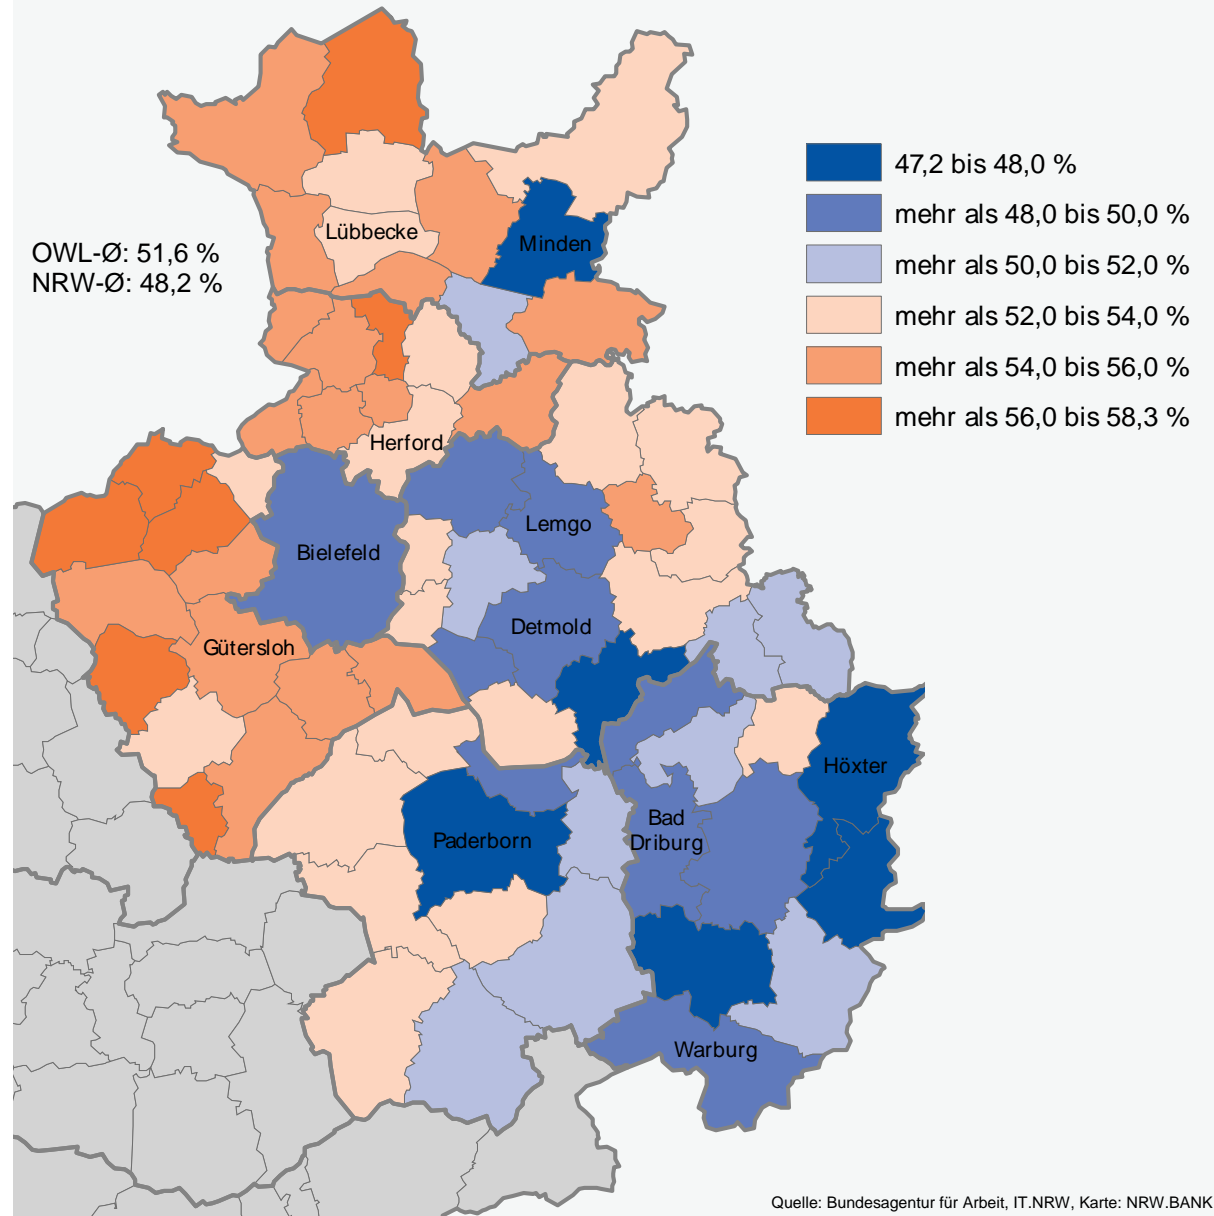 OWL-Ø: 51,6 %
NRW-Ø: 48,2 %
47,2 bis 48,0 %
mehr als 48,0 bis 50,0 %
mehr als 50,0 bis 52,0 %
mehr als 52,0 bis 54,0 %
mehr als 54,0 bis 56,0 %
mehr als 56,0 bis 58,3 %
Lübbecke
Minden
Herford
Lemgo
Bielefeld
Detmold
Gütersloh
Höxter
Bad
Driburg
Paderborn
Warburg
Quelle: Bundesagentur für Arbeit, IT.NRW, Karte: NRW.BANK